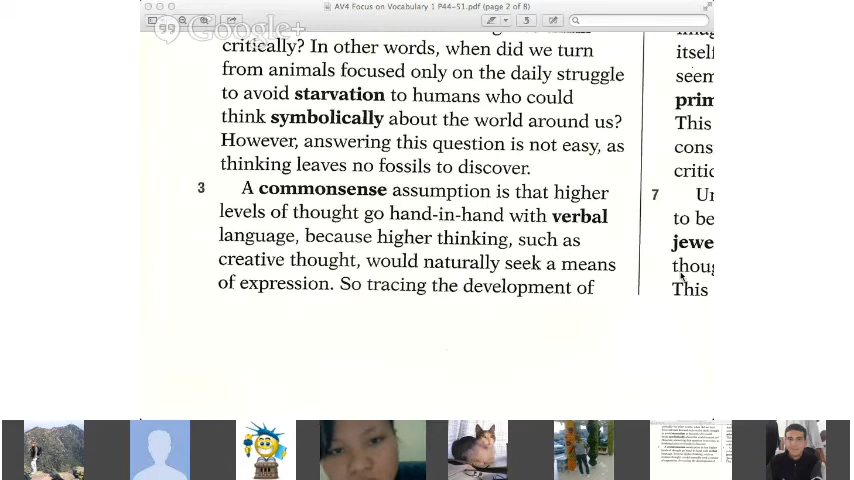 AV4 Focus on Vocabulary 1 P44-51.pdf (page 2 of 8)
Google+
critically? In other words, when did we turn
from animals focused only on the daily struggle
to avoid starvation to humans who could
think symbolically about the world around us?
However, answering this question is not easy, as
thinking leaves no fossils to discover.
3 A commonsense assumption is that higher
levels of thought go hand-in-hand with verbal
language, because higher thinking, such as
creative thought, would naturally seek a means
of expression. So tracing the development of
itself
seem
prim
This
cons
critic
7 Un
to be
jewe
thoug
This